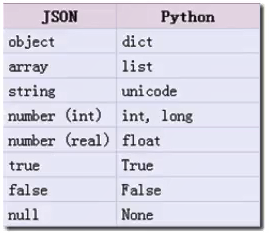 JSON Python
object dict
array list
string unicode
number (int) int, long
number (real) float
true True
false False
null None